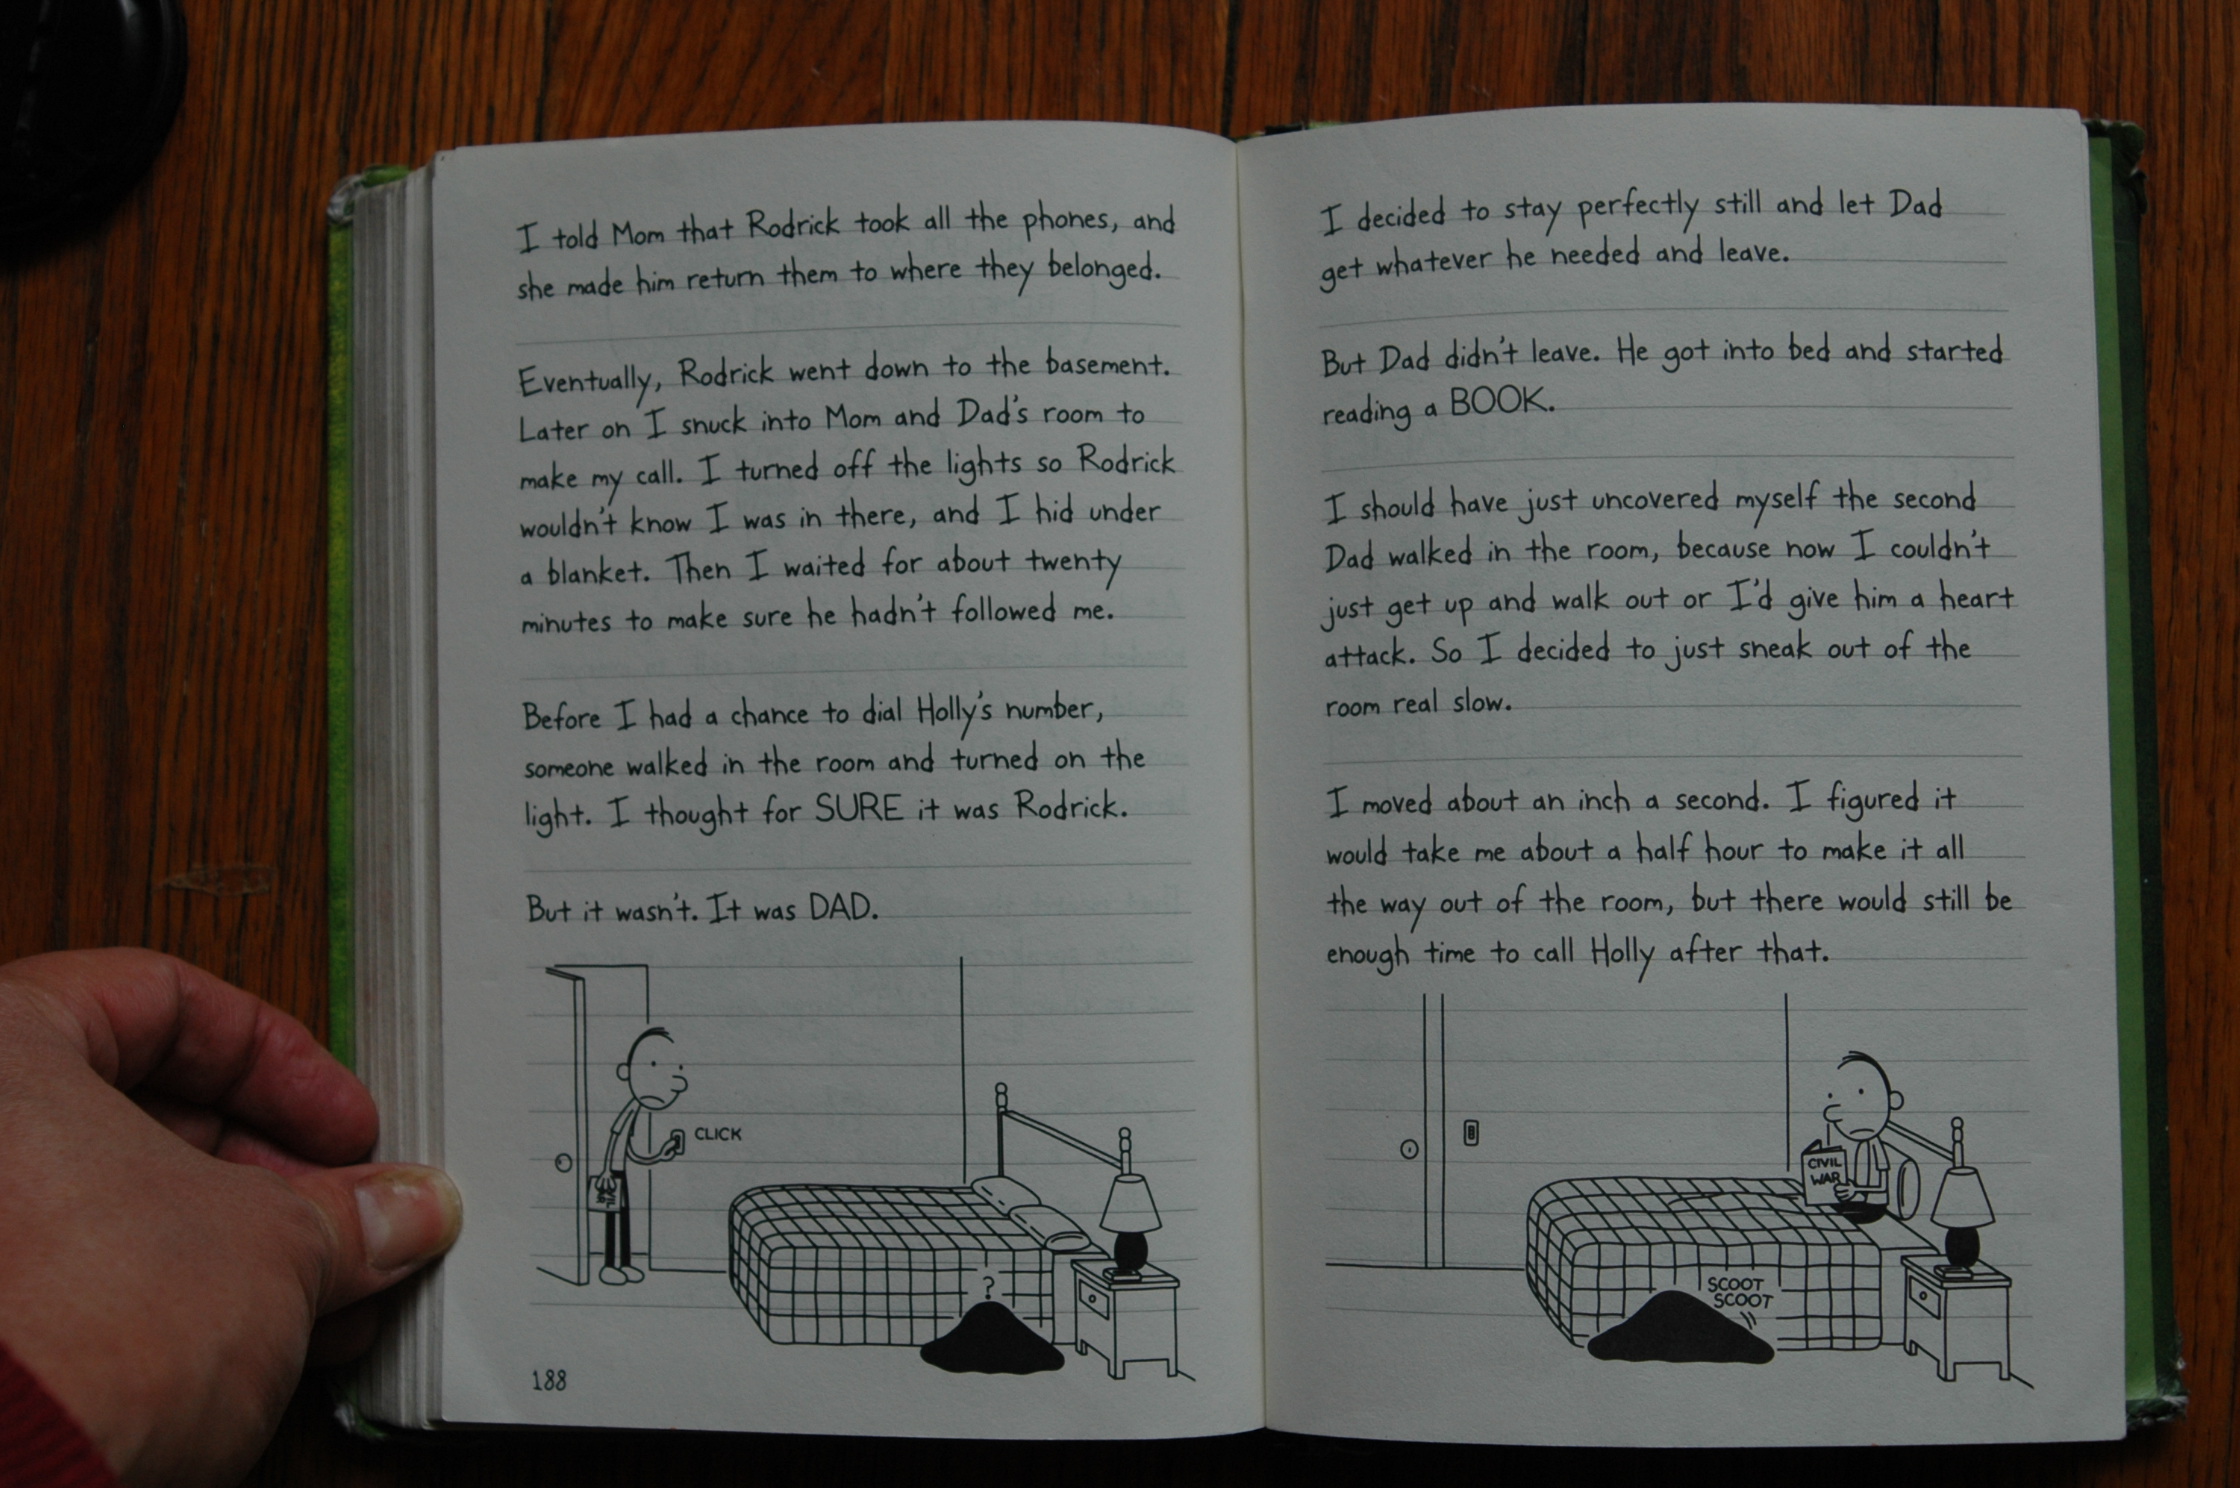 I told Mom that Rodrick took all the phones, and
she made him return them to where they belonged.
Eventually, Rodrick went down to the basement.
Later on I snuck into Mom and Dad's room to
make my call. I turned off the lights so Rodrick
wouldn't know I was in there, and I hid under
a blanket. Then I waited for about twenty
minutes to make sure he hadn't followed me.
Before I had a chance to dial Holly's number,
someone walked in the room and turned on the
light. I thought for SURE it was Rodrick.
But it wasn't. It was DAD.
CLICK
?
188
I decided to stay perfectly still and let Dad
get whatever he needed and leave.
But Dad didn't leave. He got into bed and started
reading a BOOK.
I should have just uncovered myself the second
Dad walked in the room, because now I couldn't
just get up and walk out or I'd give him a heart
attack. So I decided to just sneak out of the
room real slow.
I moved about an inch a second. I figured it
would take me about a half hour to make it all
the way out of the room, but there would still be
enough time to call Holly after that.
CIVIL
WAR
SCOOT
SCOOT